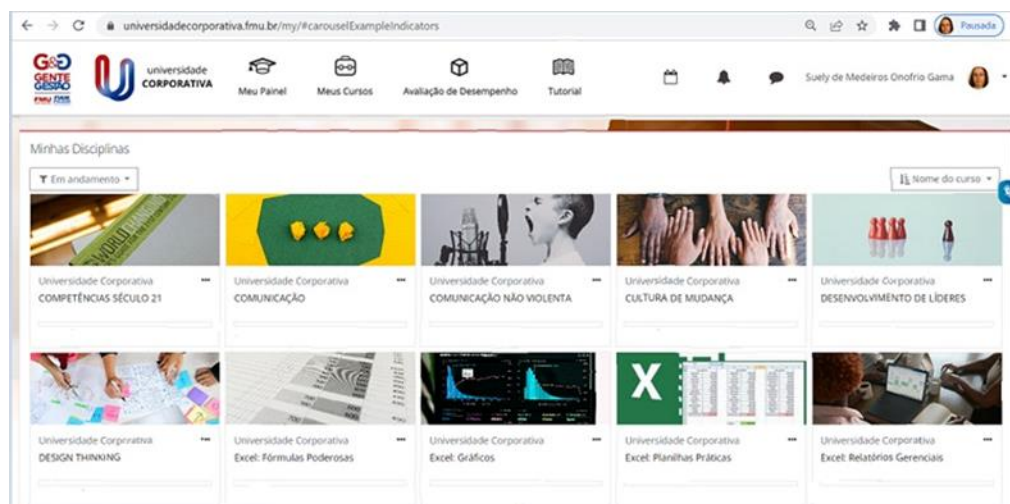 universidadecorporativa.fmu.br/my/#carouselExampleIndicators
Pausada
G&G
GENTE
GESTÃO
universidade
CORPORATIVA
Meu Painel
Meus Cursos
Avaliação de Desempenho
Tutorial
Suely de Medeiros Onofrio Gama
Minhas Disciplinas
Em andamento
Nome do curso
Universidade Corporativa
COMPETÊNCIAS SÉCULO 21
Universidade Corporativa
COMUNICAÇÃO
Universidade Corporativa
COMUNICAÇÃO NÃO VIOLENTA
Universidade Corporativa
CULTURA DE MUDANÇA
Universidade Corporativa
DESENVOLVIMENTO DE LÍDERES
Universidade Corporativa
DESIGN THINKING
Universidade Corporativa
Excel: Fórmulas Poderosas
Universidade Corporativa
Excel: Gráficos
Universidade Corporativa
Excel: Planilhas Práticas
Universidade Corporativa
Excel: Relatórios Gerenciais